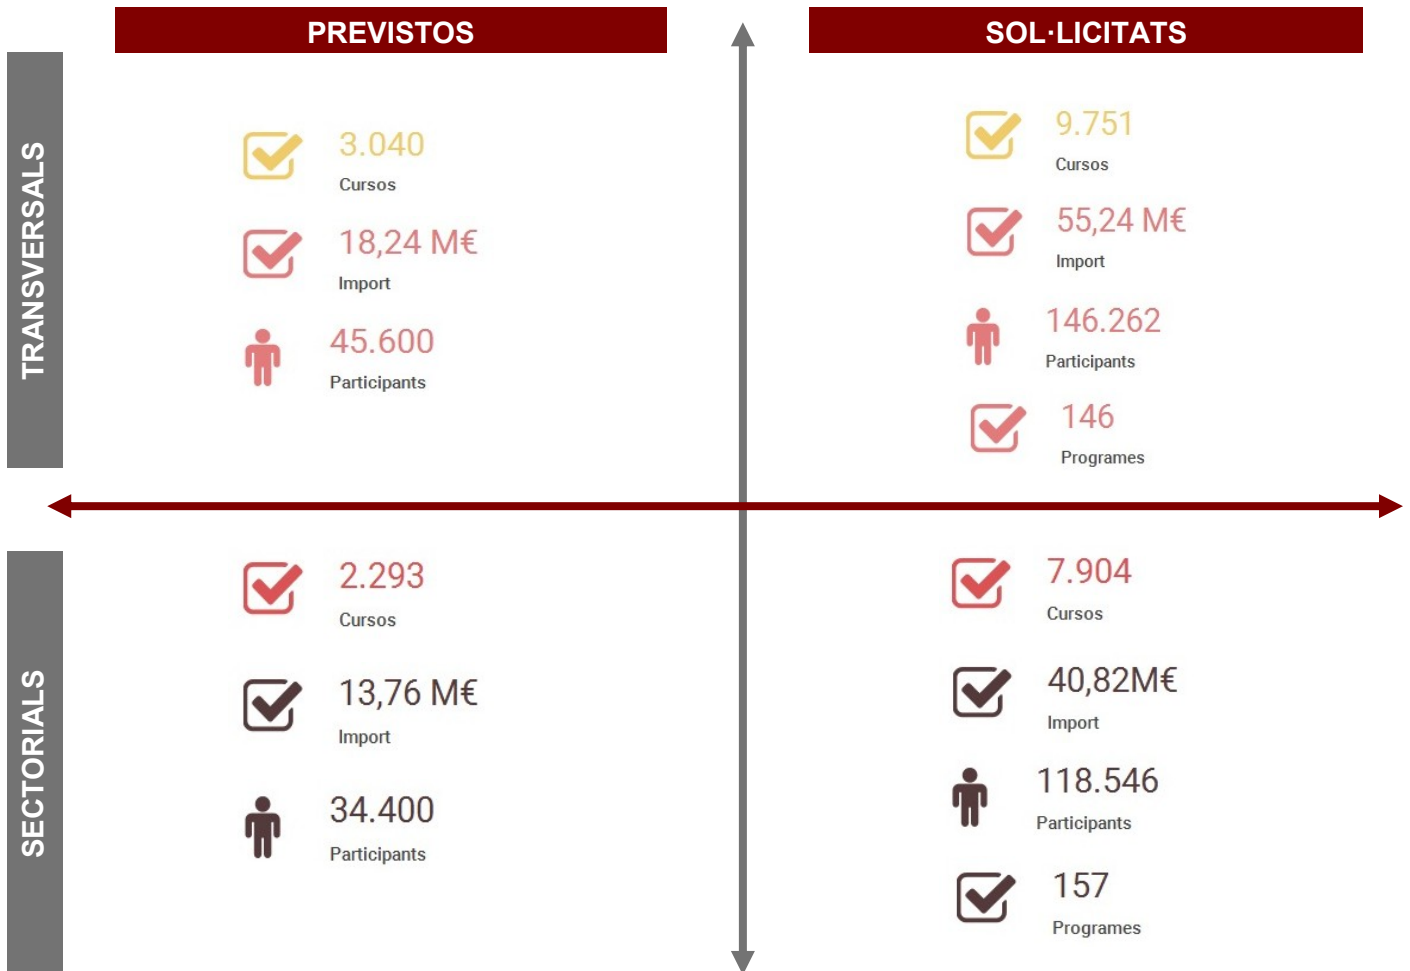 PREVISTOS
SOL·LICITATS
TRANSVERSALS
3.040
Cursos
18,24 M€
Import
45.600
Participants
9.751
Cursos
55,24 M€
Import
146.262
Participants
146
Programes
SECTORIALS
2.293
Cursos
13,76 M€
Import
34.400
Participants
7.904
Cursos
40,82M€
Import
118.546
Participants
157
Programes